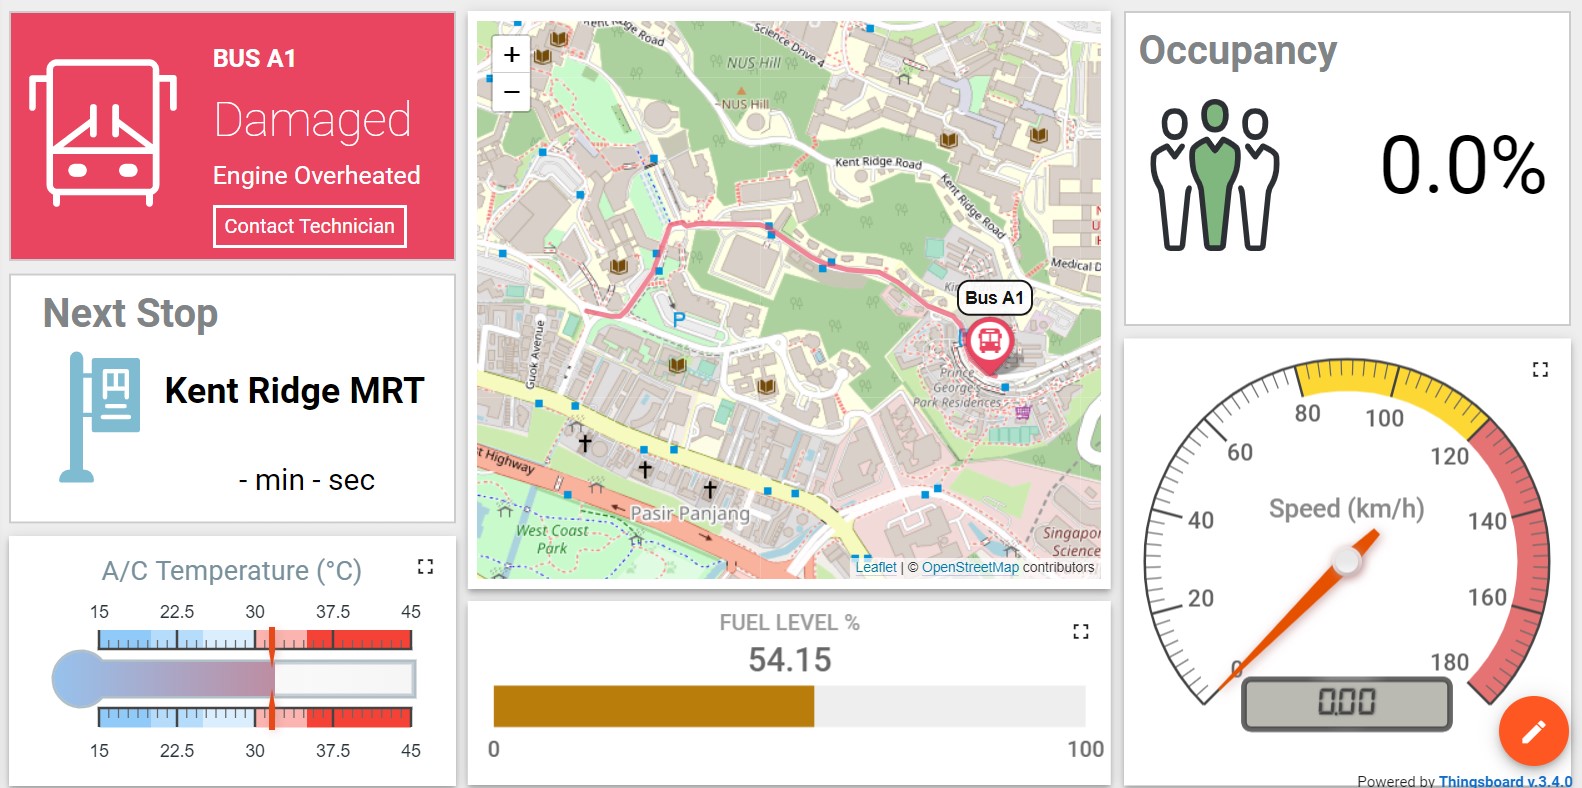 BUS A1
Damaged
Engine Overheated
Contact Technician
Next Stop
Kent Ridge MRT
- min - sec
A/C Temperature (°C)
15 22.5 30 37.5 45
15 22.5 30 37.5 45
+
−
Kent Ridge Road
Science Drive 4
NUS Hill
NUS Hill
Kent Ridge Road
Kent Ridge Road
Medical D
Bus A1
P
Guok Avenue
Prince
George's
Park Residences
t Highway
Pasir Panjang
West Coast
Park
Singapor
Science
Leaflet | © OpenStreetMap contributors
FUEL LEVEL %
54.15
0 100
Occupancy
0.0%
Speed (km/h)
0
20
40
60
80
100
120
140
160
180
0.00
Powered by Thingsboard v.3.4.0